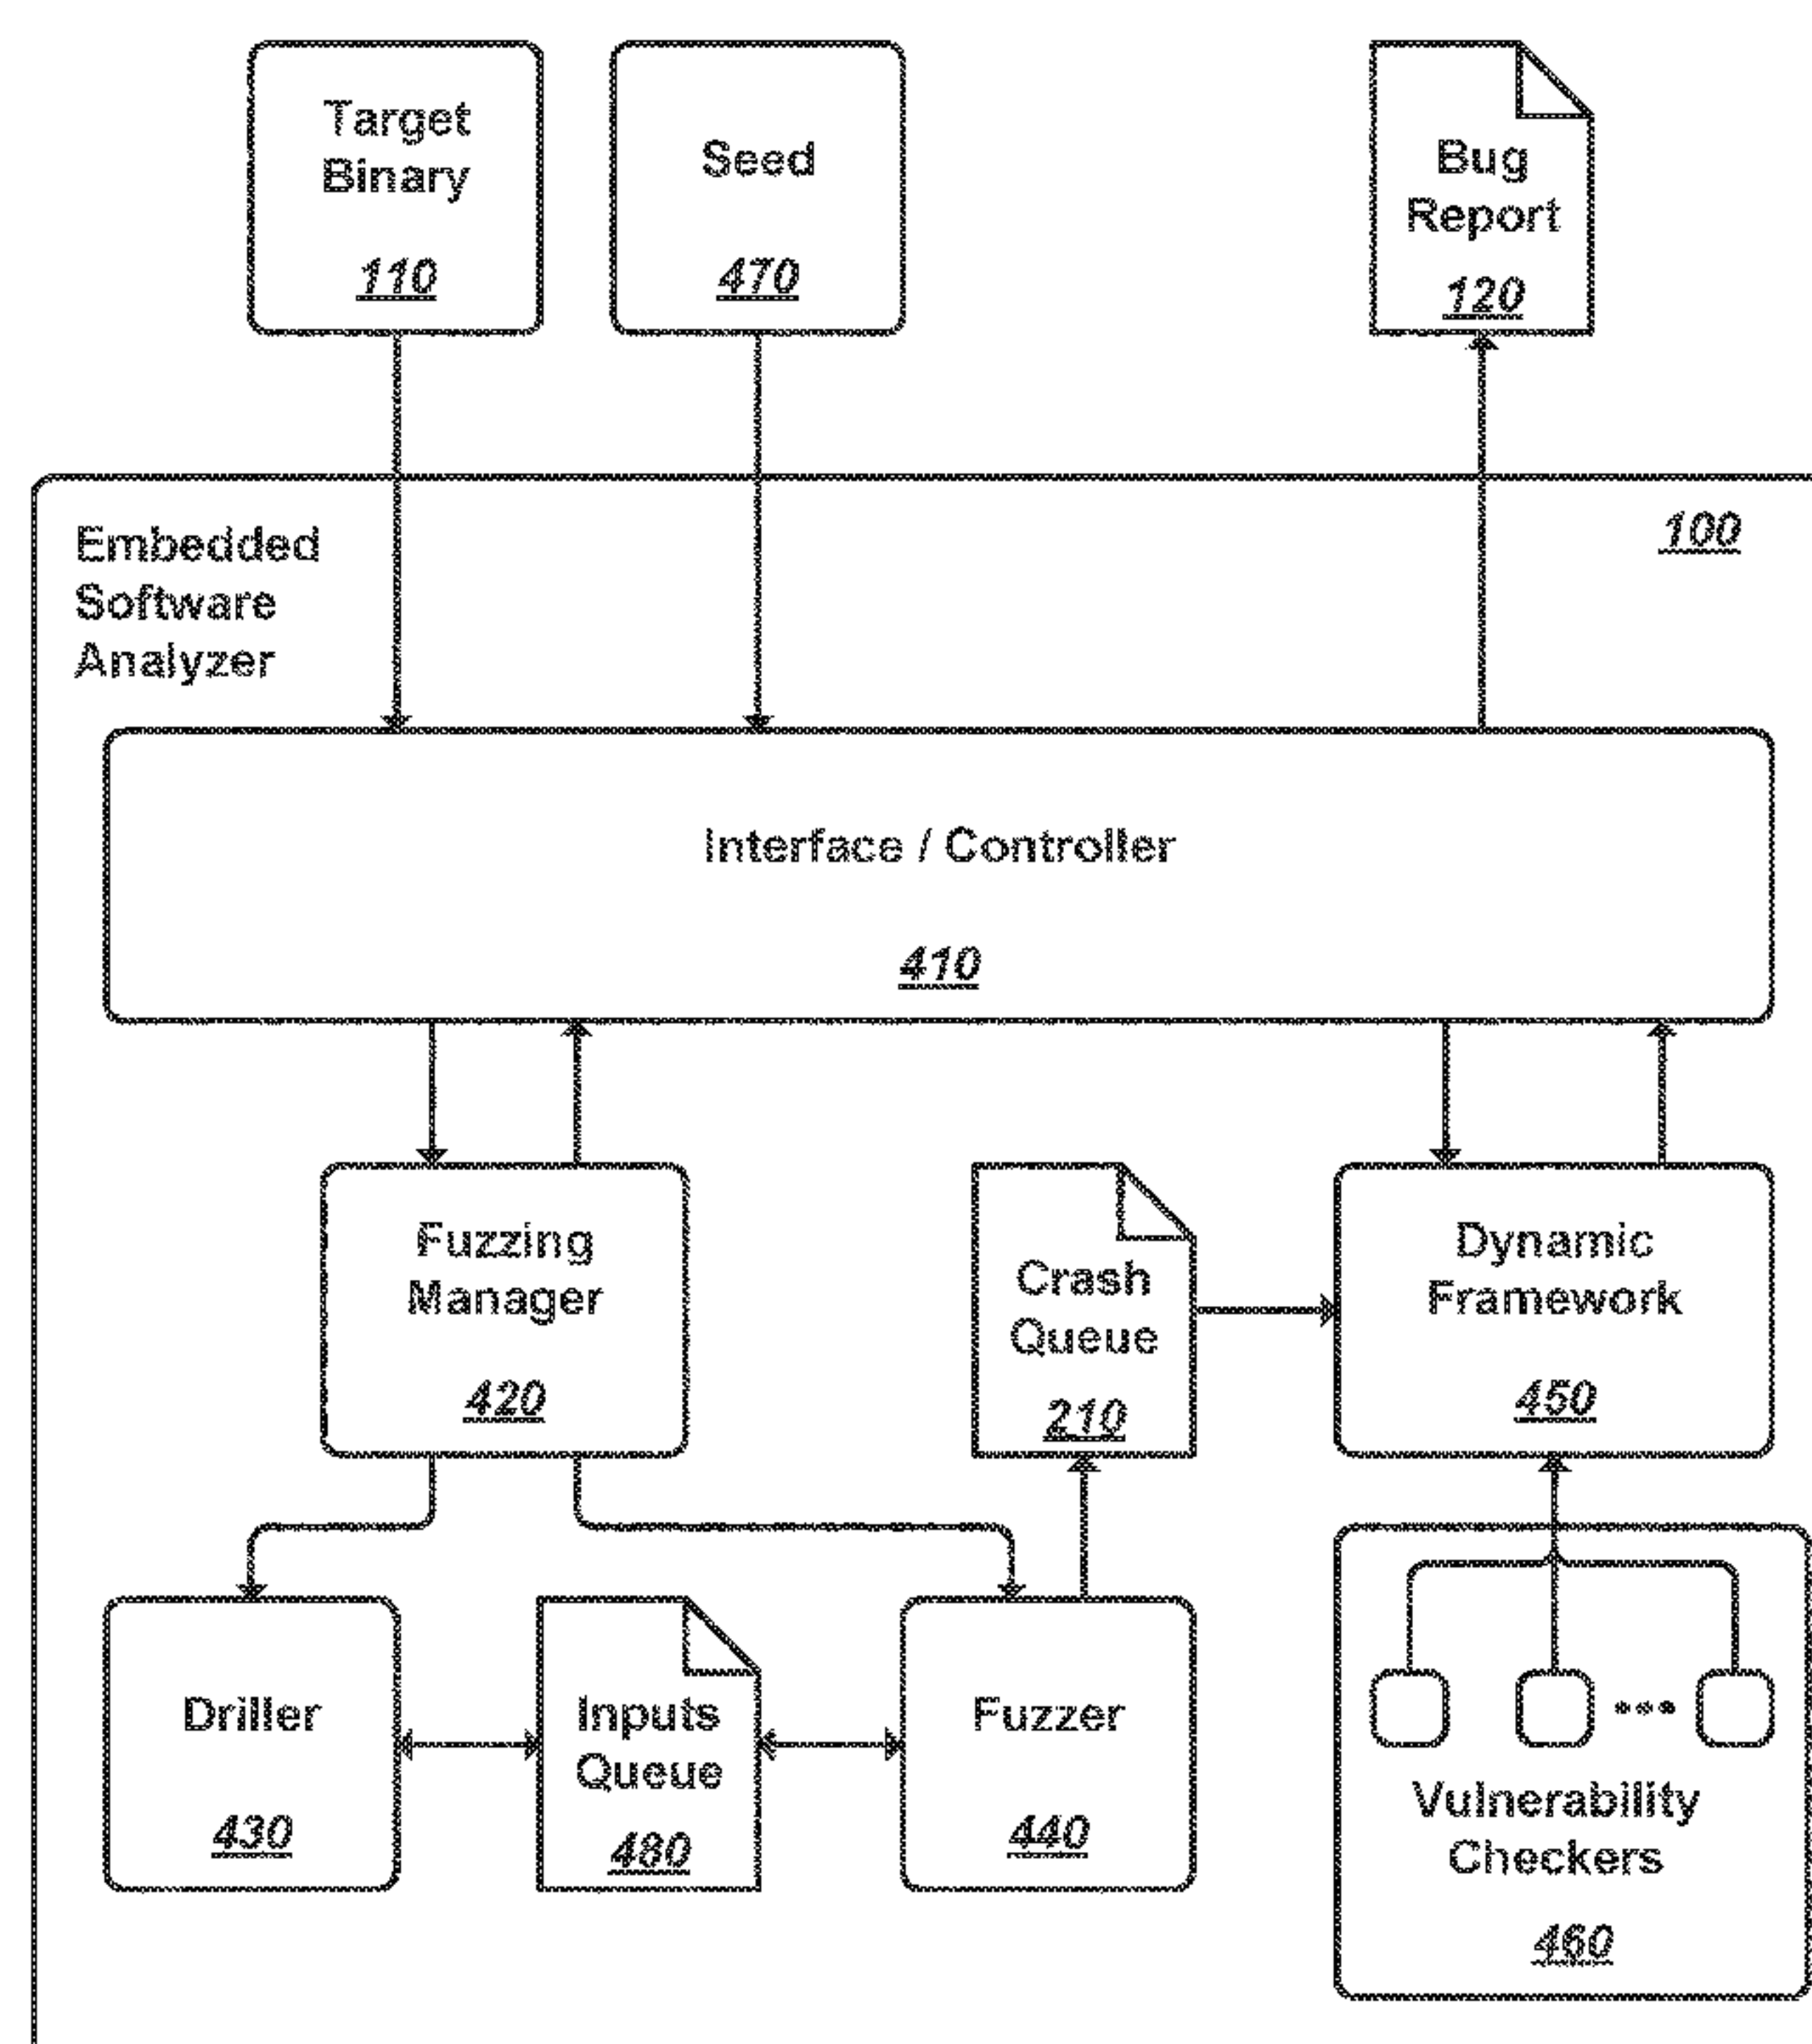 Target
Binary
110
Seed
470
Bug
Report
120
Embedded
Software
Analyzer
100
Interface / Controller
410
Fuzzing
Manager
420
Crash
Queue
210
Dynamic
Framework
450
Driller
430
Inputs
Queue
480
Fuzzer
440
Vulnerability
Checkers
460